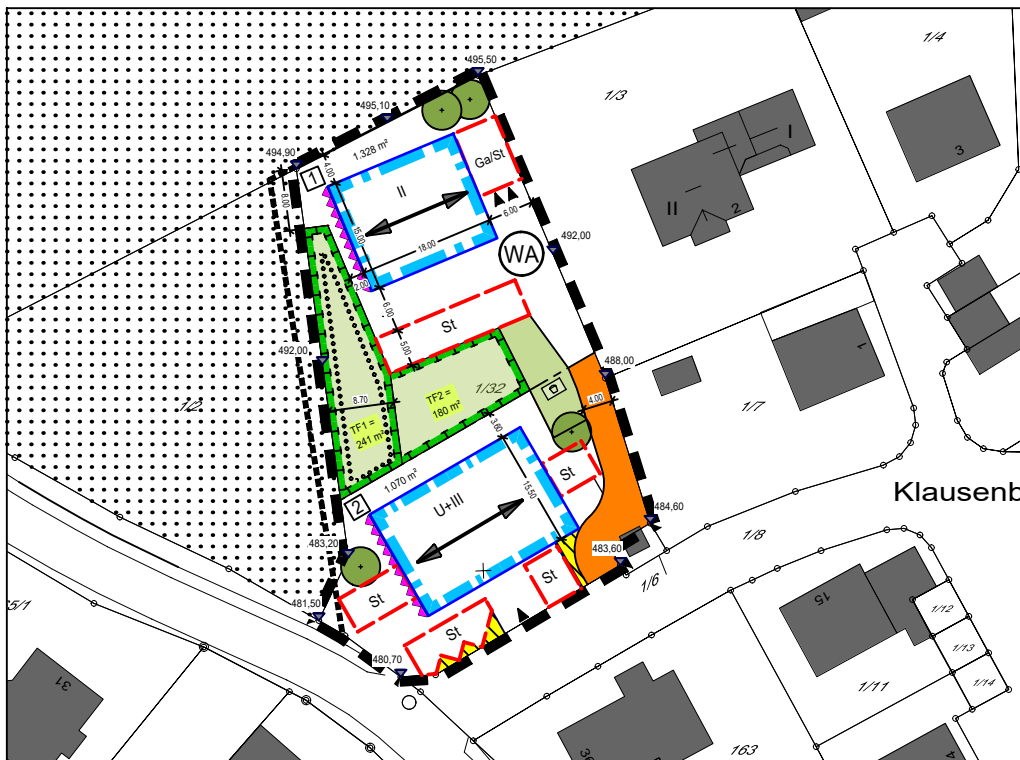 495,50
1/4
495,10
1/3
1.328 m²
494,90
4.00
Ga/St
I
3
1
II
II
2
8.00
15.00
18.00
6.00
492,00
WA
2.00
6.00
St
5.00
492,00
488,00
1
1/32
1/2
8.70
TF2 =
180 m²
4.00
1/7
TF1 =
241 m²
3.60
1.070 m²
St
15.50
2
U+III
Klausenb
484,60
483,20
483,60
1/8
St
1/6
St
5/1
481,50
15
1/12
St
1/13
480,70
31
1/14
1/11
163
4